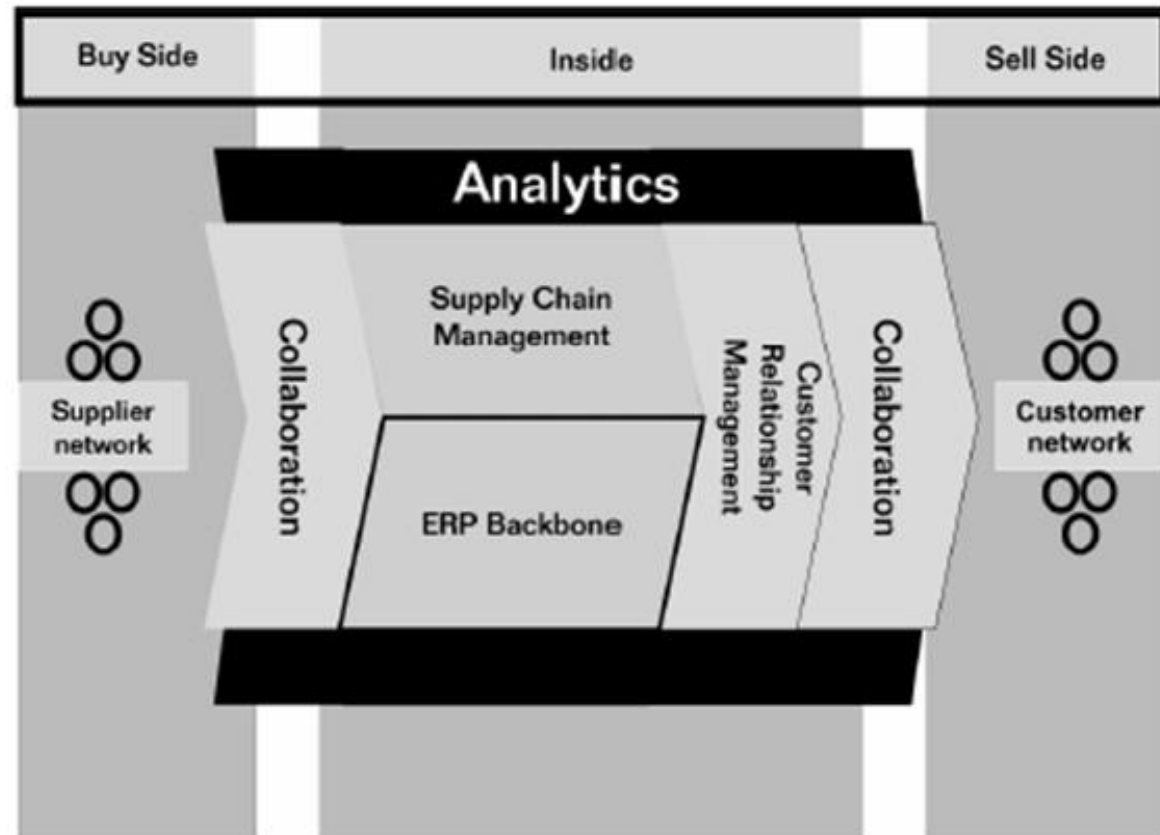 Buy Side
Inside
Sell Side
Analytics
Collaboration
Supply Chain
Management
ERP Backbone
Customer
Relationship
Management
Collaboration
Supplier
network
Customer
network